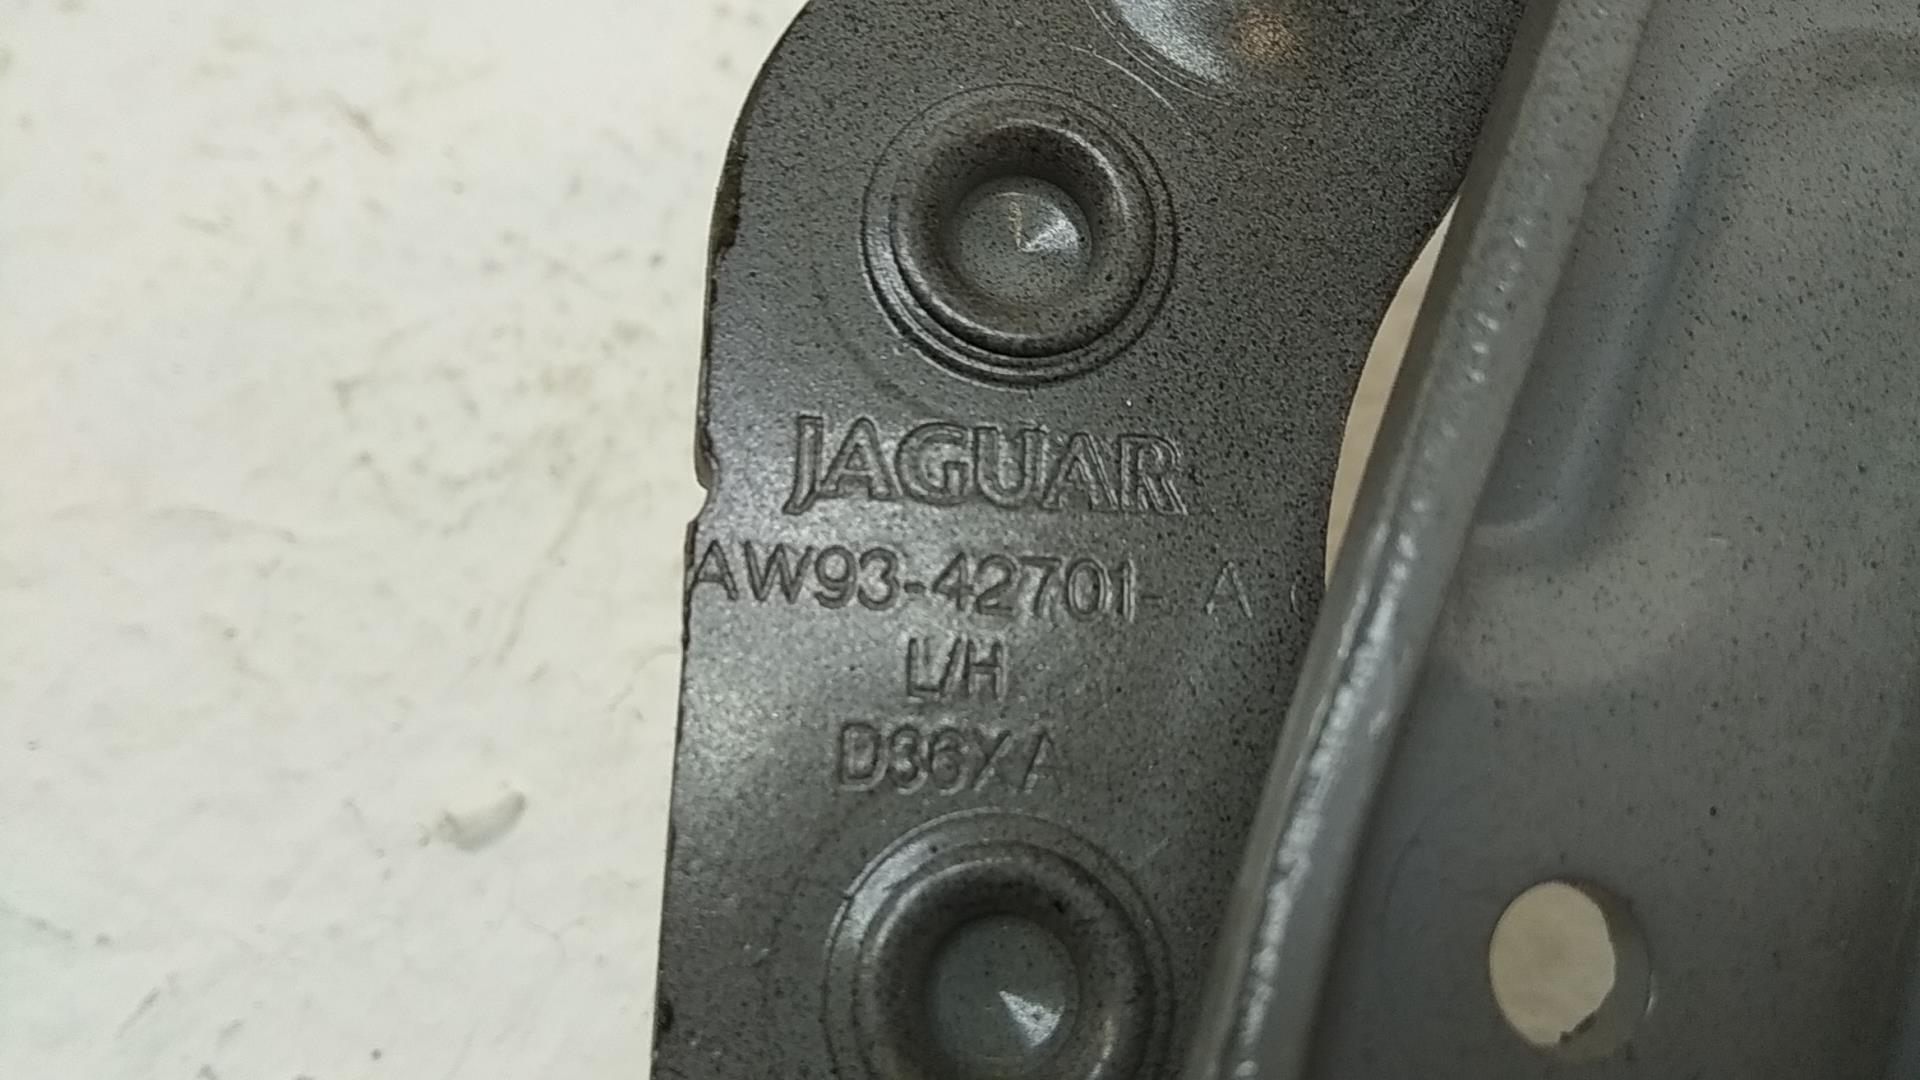 JAGUAR
AW93-42701- A
L/H
D36XA